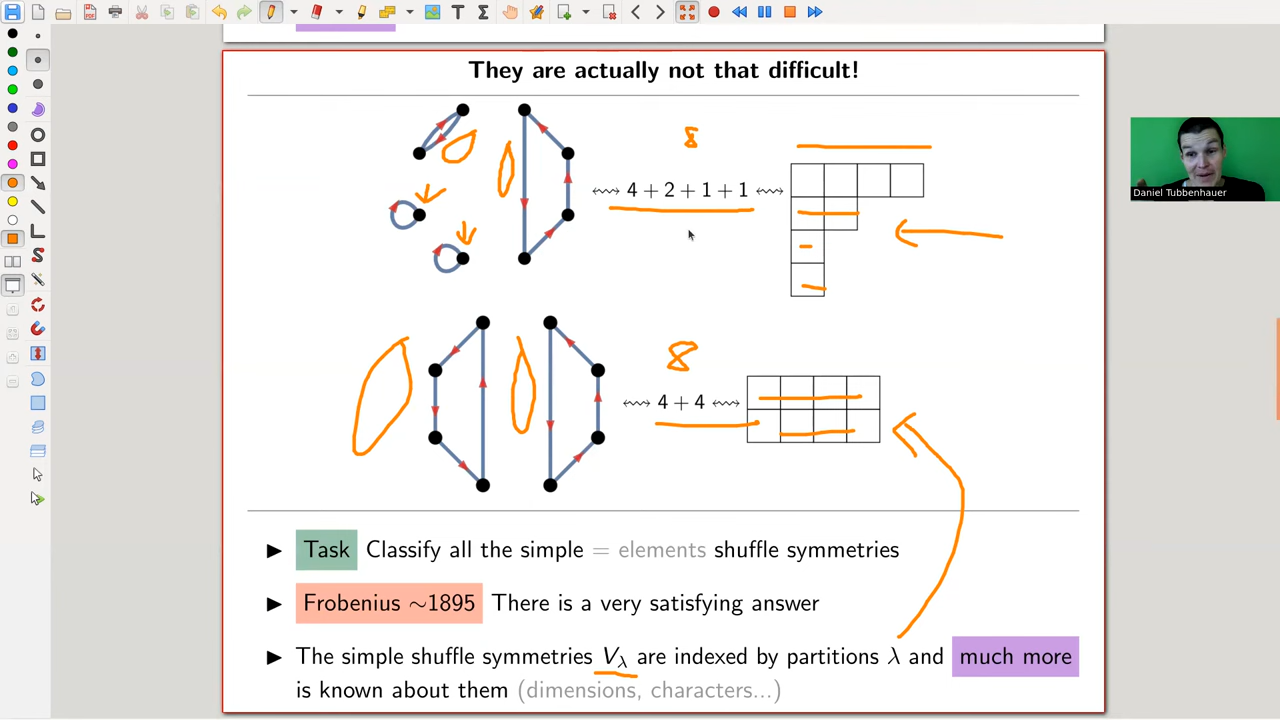 They are actually not that difficult!
8
4 + 2 + 1 + 1
Daniel Tubbenhauer
8
4 + 4
▶ Task Classify all the simple = elements shuffle symmetries
▶ Frobenius ∼1895 There is a very satisfying answer
▶ The simple shuffle symmetries Vλ are indexed by partitions λ and much more
is known about them (dimensions, characters...)